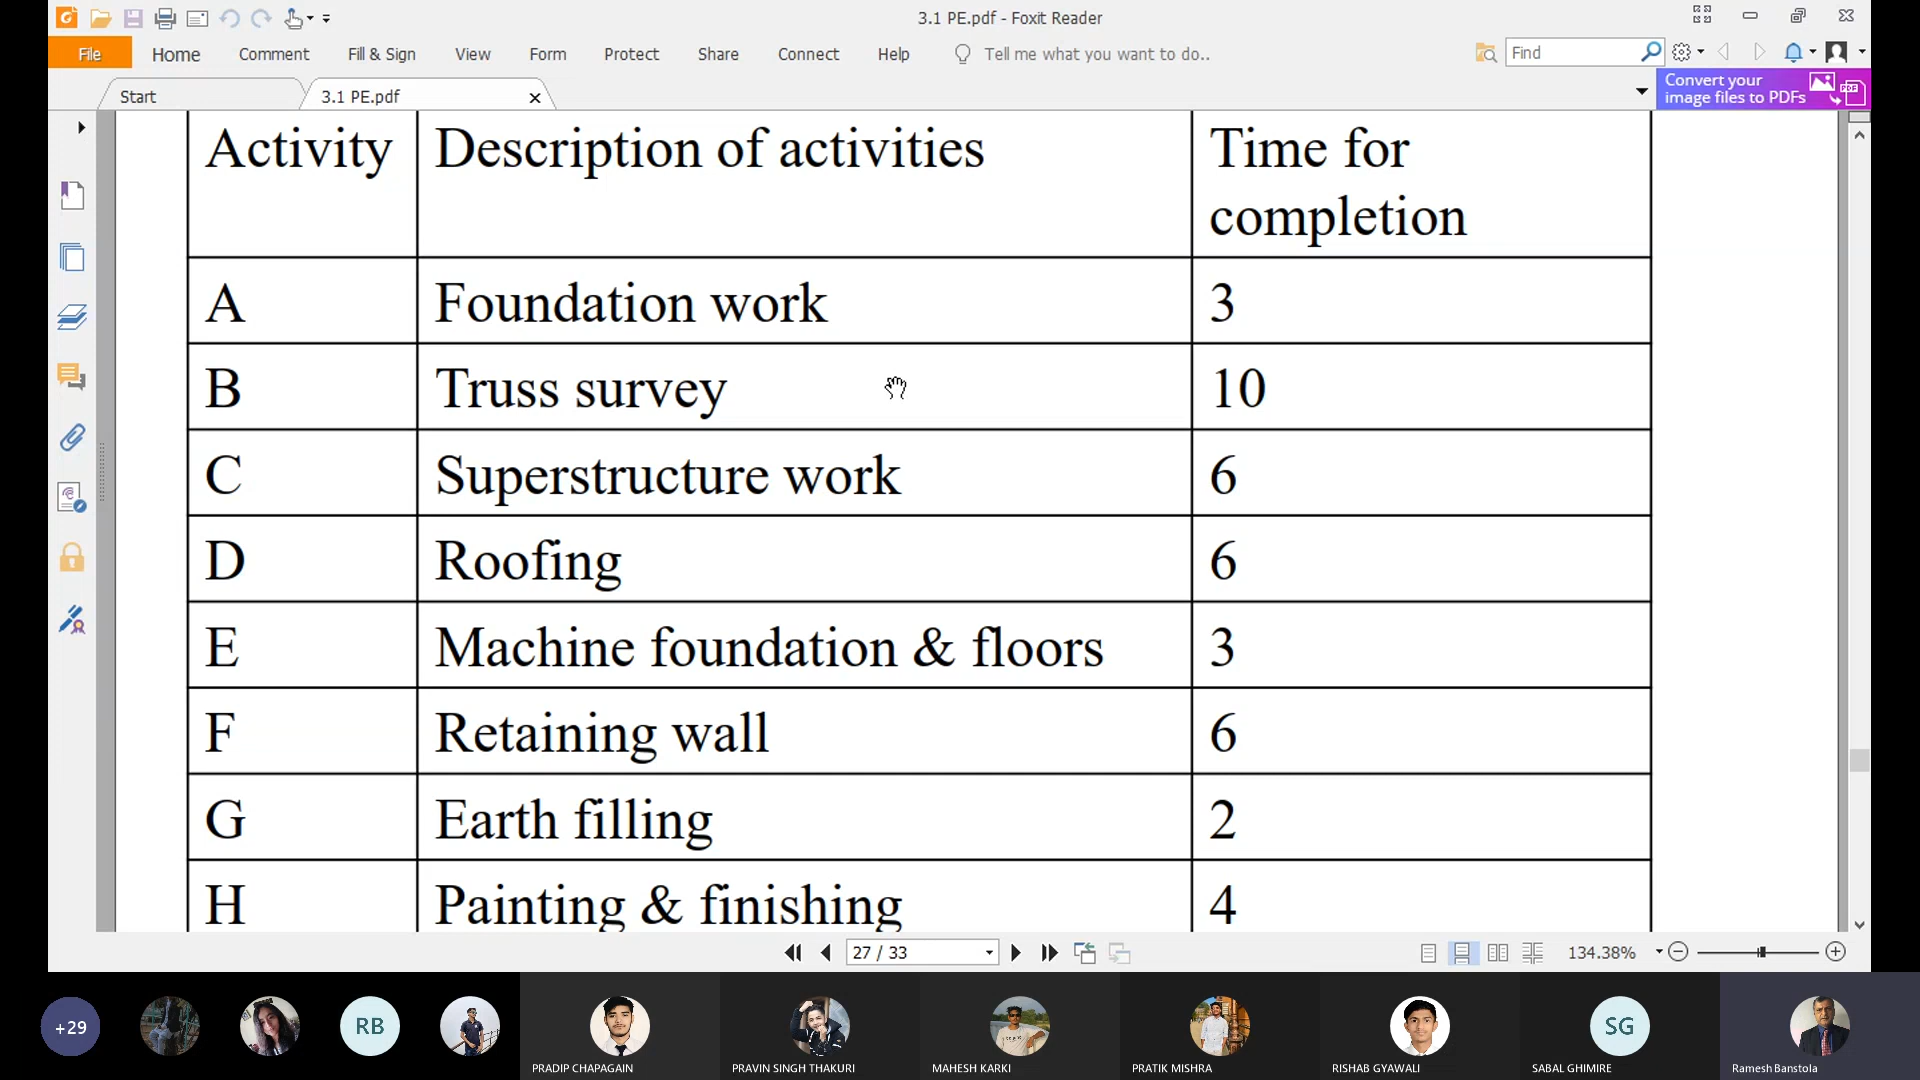 3.1 PE.pdf - Foxit Reader
File Home Comment Fill & Sign View Form Protect Share Connect Help Tell me what you want to do.. Find
Start 3.1 PE.pdf
Convert your
image files to PDFs
Activity Description of activities Time for
completion
A Foundation work 3
B Truss survey 10
C Superstructure work 6
D Roofing 6
E Machine foundation & floors 3
F Retaining wall 6
G Earth filling 2
H Painting & finishing 4
27 / 33 134.38%
+29 RB SG
PRADIP CHAPAGAIN PRAVIN SINGH THAKURI MAHESH KARKI PRATIK MISHRA RISHAB GYAWALI SABAL GHIMIRE Ramesh Banstola